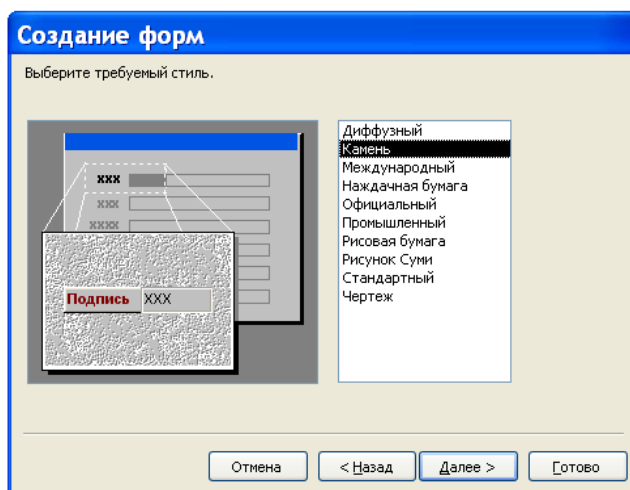 Создание форм
Выберите требуемый стиль.
xxx
xxx
xxxx
Подпись XXX
Диффузный
Камень
Международный
Наждачная бумага
Официальный
Промышленный
Рисовая бумага
Рисунок Суми
Стандартный
Чертеж
Отмена
< Назад
Далее >
Готово